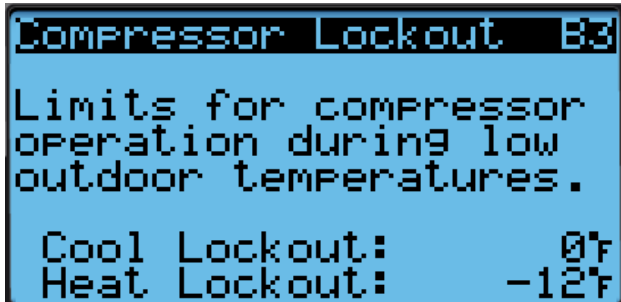 Compressor Lockout B3
Limits for compressor
operation during low
outdoor temperatures.
Cool Lockout: 0°F
Heat Lockout: -12°F